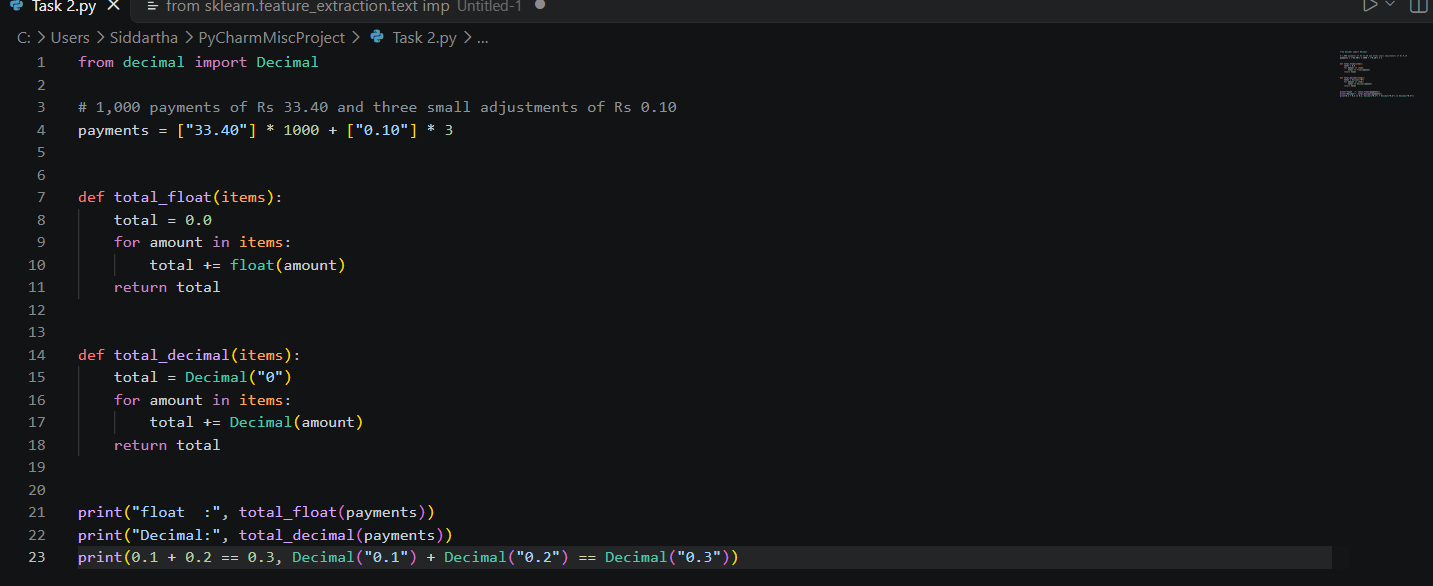 Task 2.py × from sklearn.feature_extraction.text imp Untitled-1 ●
C: > Users > Siddartha > PyCharmMiscProject > Task 2.py > ...
1 from decimal import Decimal
2
3 # 1,000 payments of Rs 33.40 and three small adjustments of Rs 0.10
4 payments = ["33.40"] * 1000 + ["0.10"] * 3
5
6
7 def total_float(items):
8     total = 0.0
9     for amount in items:
10         total += float(amount)
11     return total
12
13
14 def total_decimal(items):
15     total = Decimal("0")
16     for amount in items:
17         total += Decimal(amount)
18     return total
19
20
21 print("float  :", total_float(payments))
22 print("Decimal:", total_decimal(payments))
23 print(0.1 + 0.2 == 0.3, Decimal("0.1") + Decimal("0.2") == Decimal("0.3"))